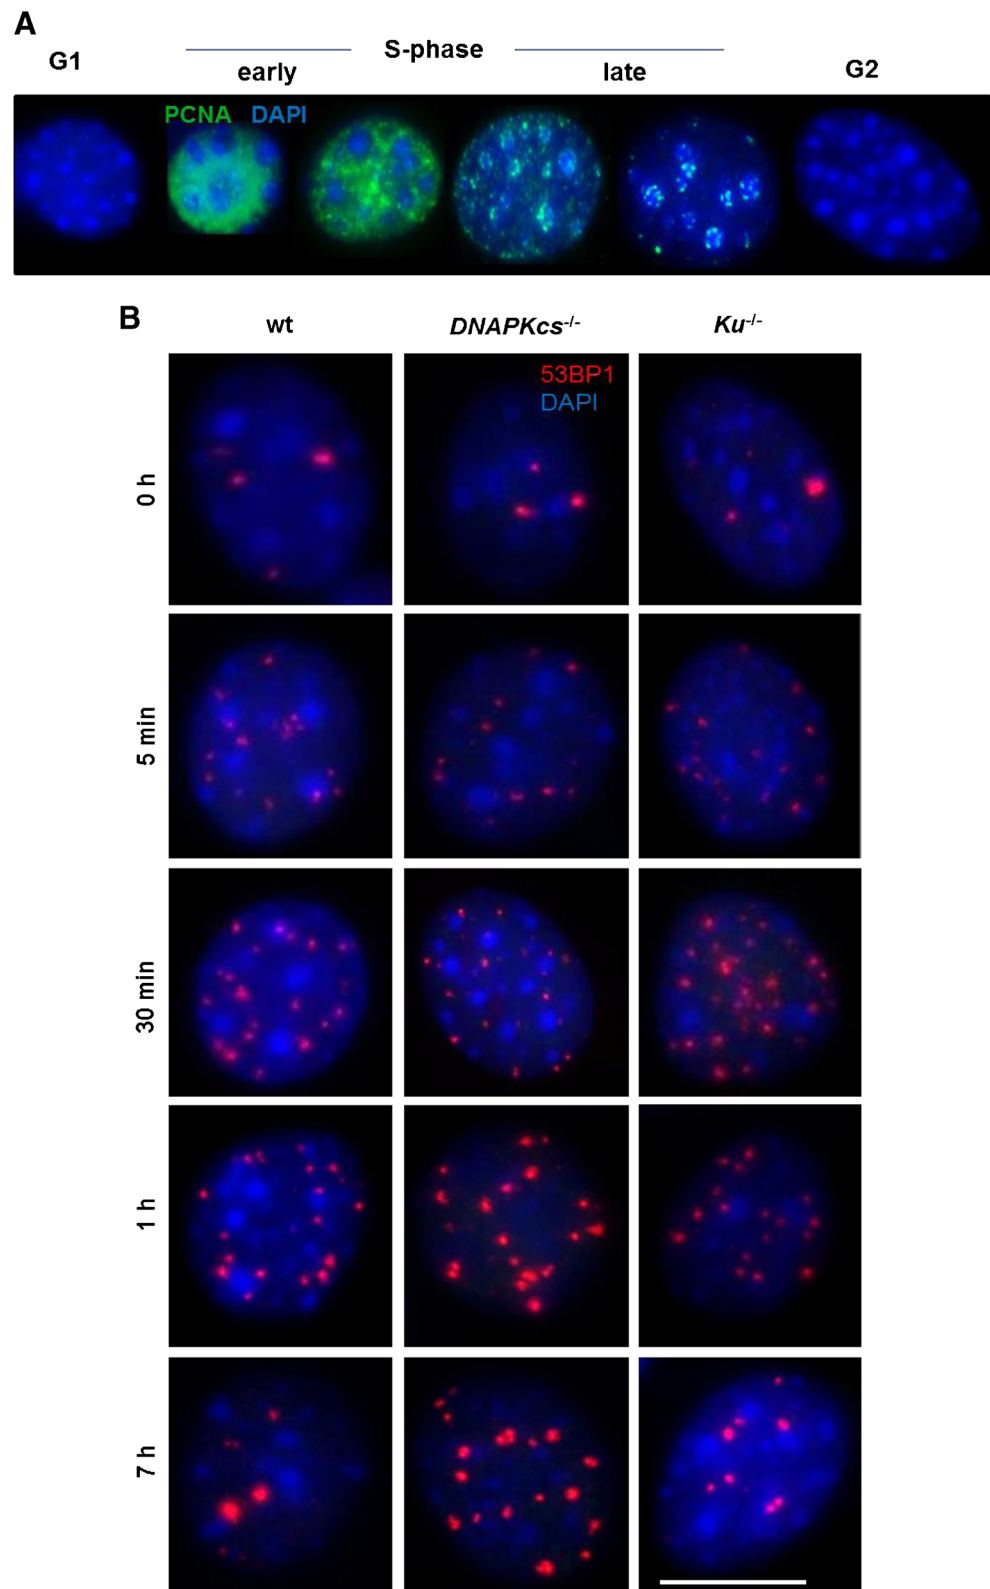 A
G1
S-phase
early
late
G2
PCNA DAPI
B
wt
DNAPKcs-/-
Ku-/-
53BP1
DAPI
0 h
5 min
30 min
1 h
7 h